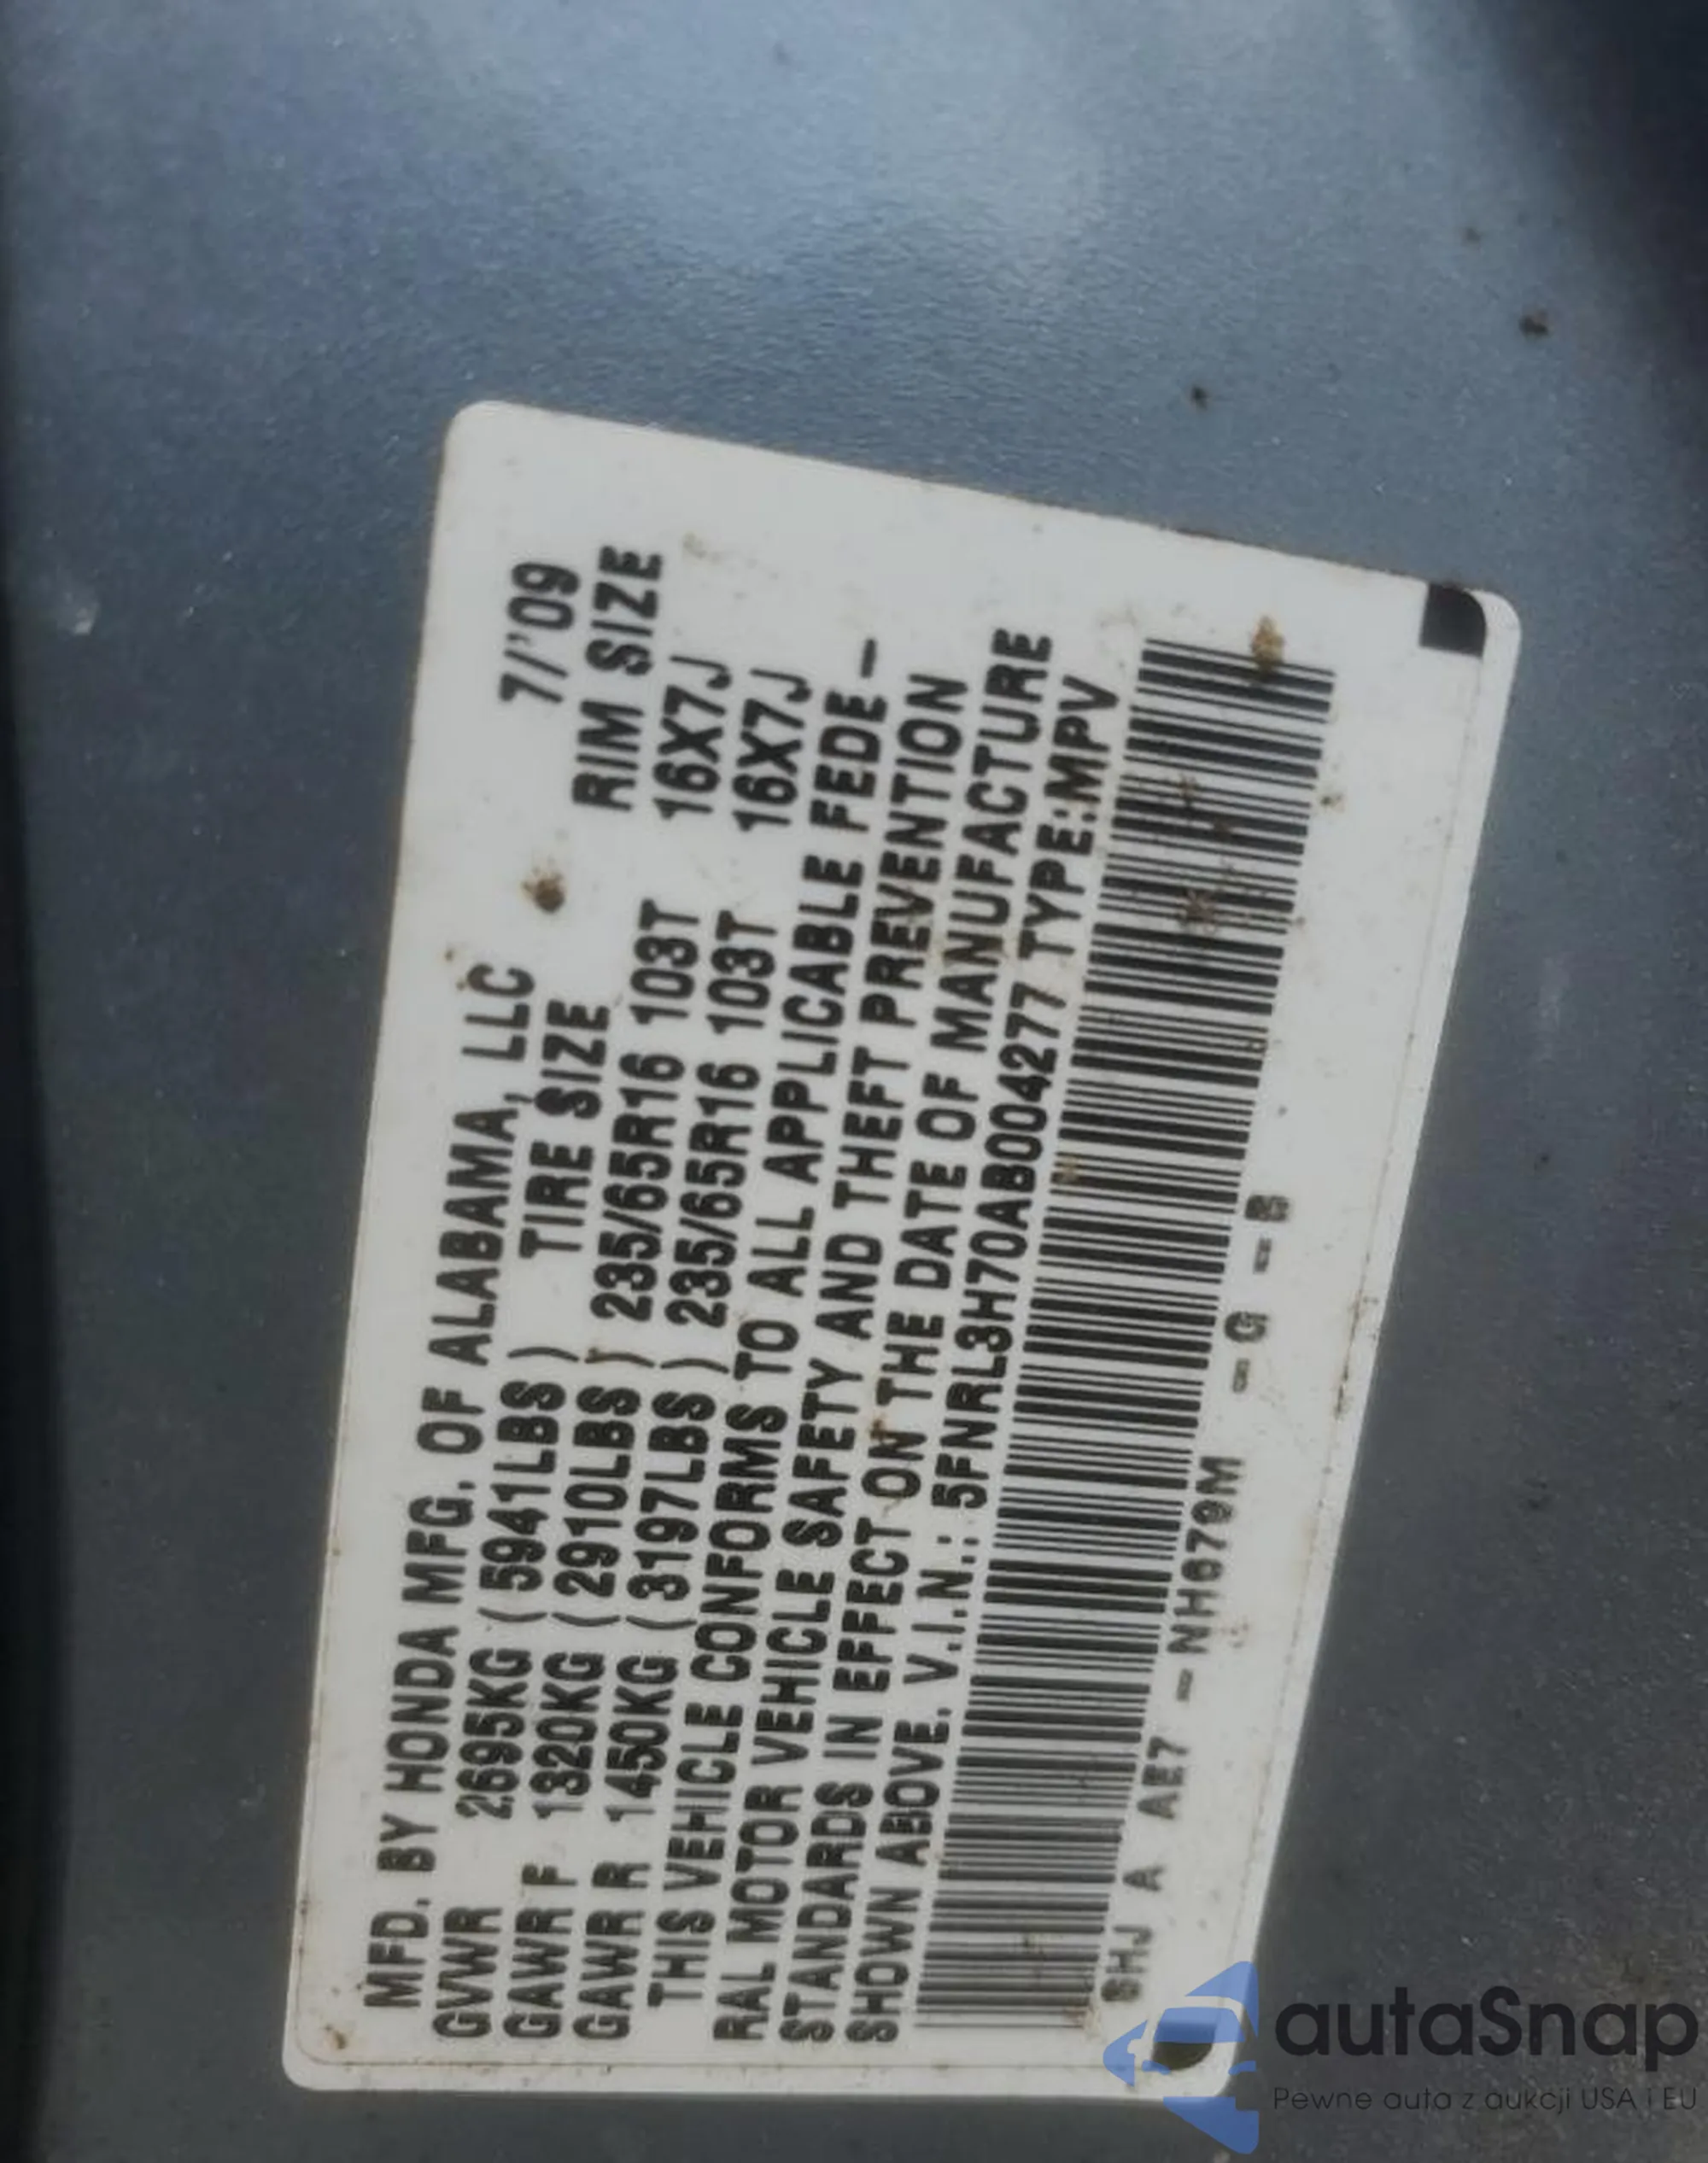 MFD. BY HONDA MFG. OF ALABAMA, LLC 7/'09
TIRE SIZE RIM SIZE
GVWR 2695KG ( 5941LBS )
GAWR F 1320KG ( 2910LBS ) 235/65R16 103T 16X7J
GAWR R 1450KG ( 3197LBS ) 235/65R16 103T 16X7J
THIS VEHICLE CONFORMS TO ALL APPLICABLE FEDE-
RAL MOTOR VEHICLE SAFETY AND THEFT PREVENTION
STANDARDS IN EFFECT ON THE DATE OF MANUFACTURE
SHOWN ABOVE. V.I.N.: 5FNRL3H70AB004277 TYPE:MPV
SHJ A AE7 - NH679M - G - B
autaSnap
Pewne auta z aukcji USA i EU